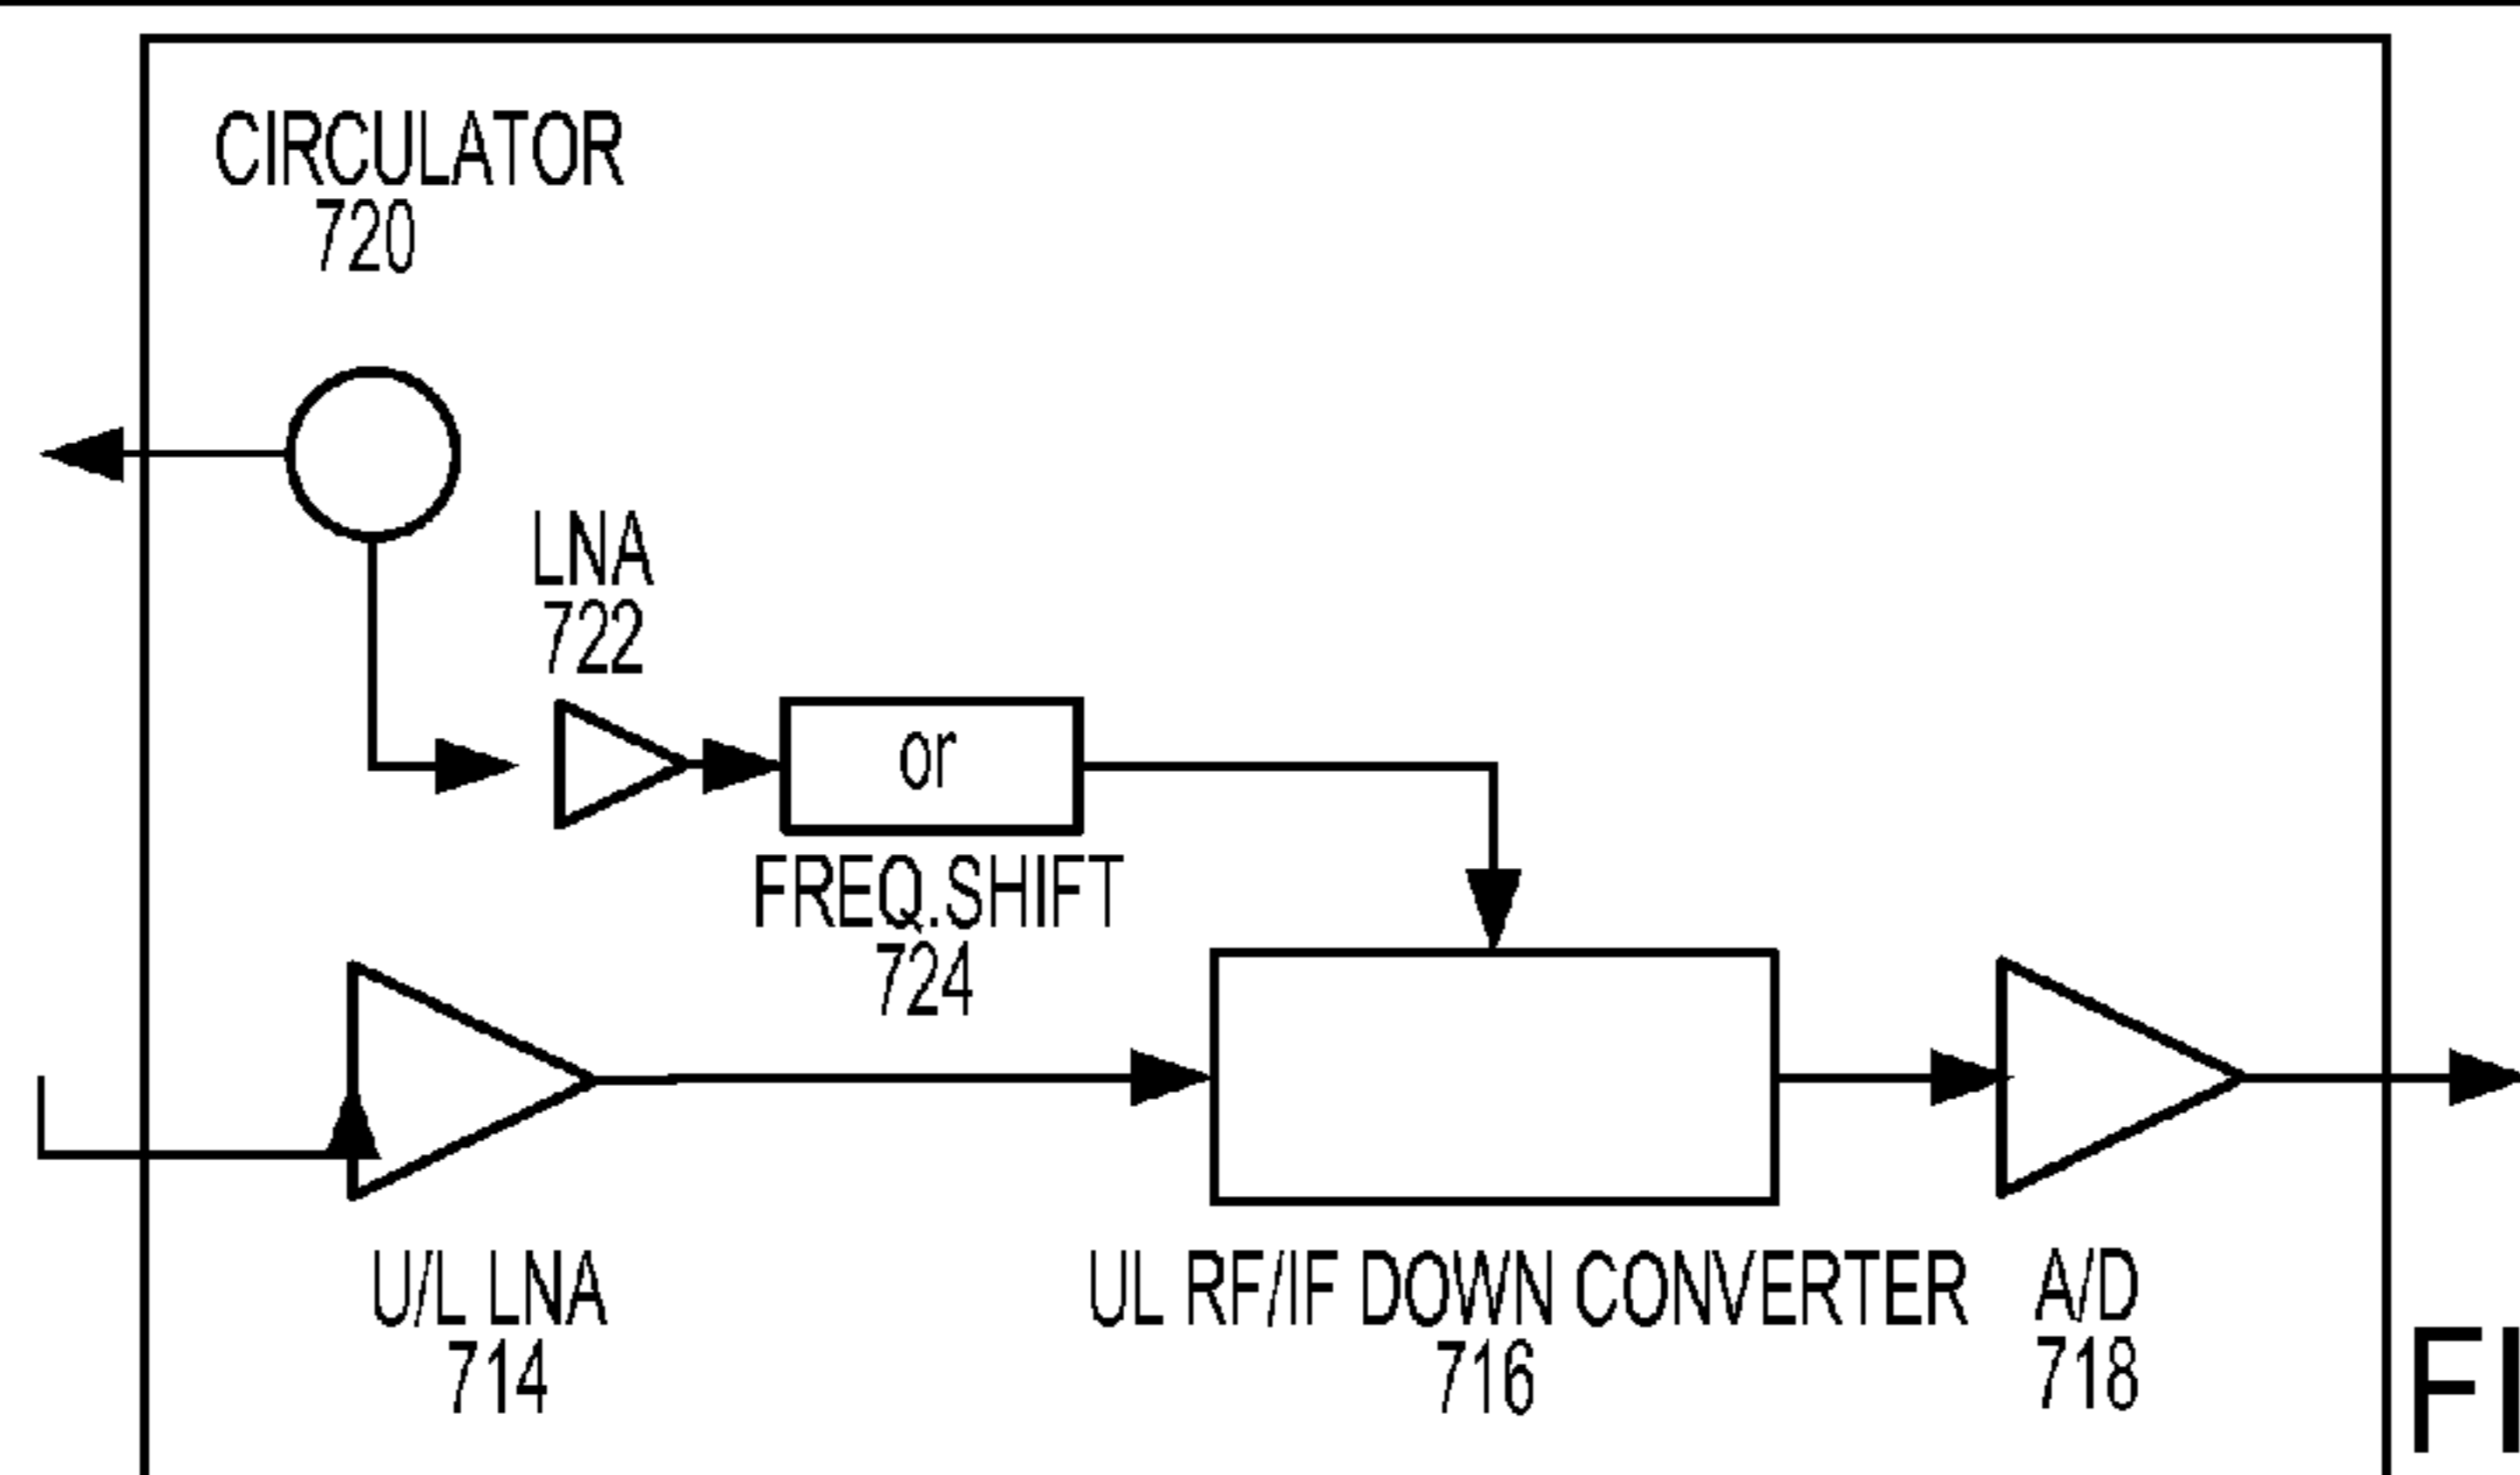 CIRCULATOR
720
LNA
722
or
FREQ.SHIFT
724
U/L LNA
714
UL RF/IF DOWN CONVERTER
716
A/D
718